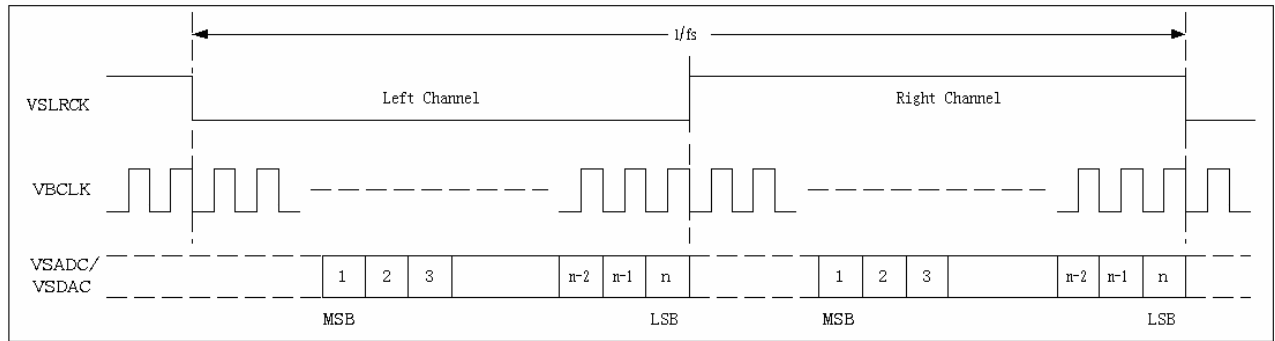 1/fs
VSLRCK
Left Channel
Right Channel
VBCLK
VSADC/
VSDAC
1 2 3 n-2 n-1 n 1 2 3 n-2 n-1 n
MSB LSB MSB LSB